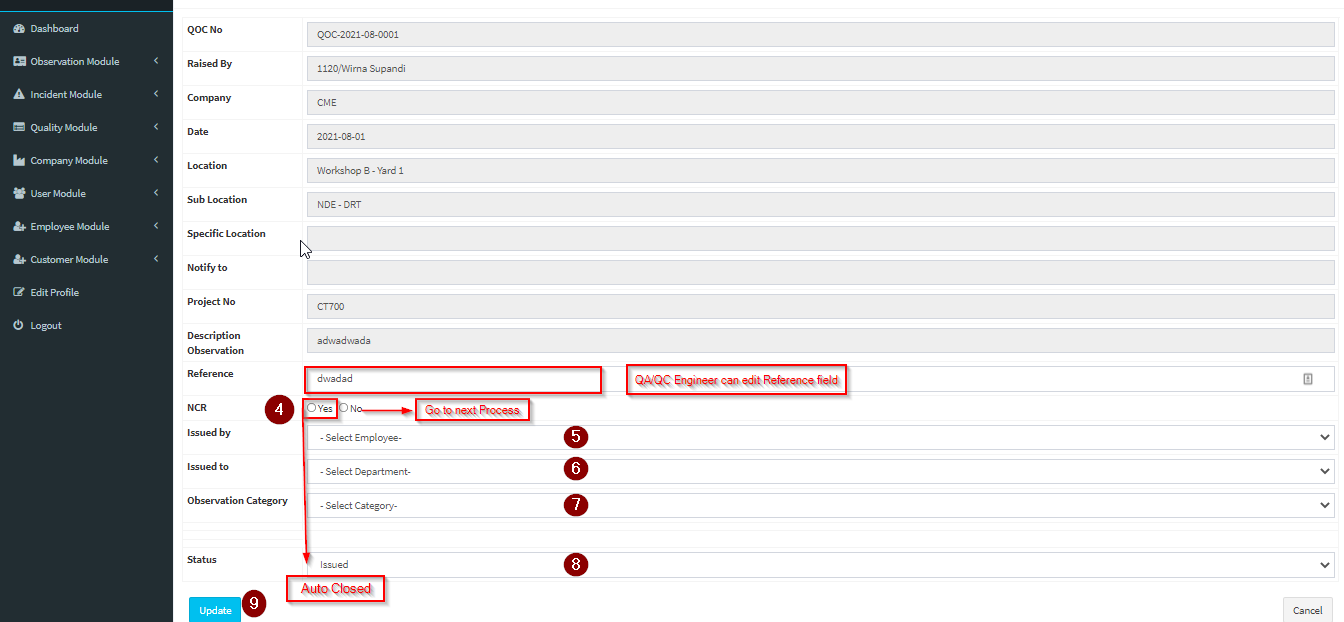 Dashboard
Observation Module
Incident Module
Quality Module
Company Module
User Module
Employee Module
Customer Module
Edit Profile
Logout
QOC No
QOC-2021-08-0001
Raised By
1120/Wirna Supandi
Company
CME
Date
2021-08-01
Location
Workshop B - Yard 1
Sub Location
NDE - DRT
Specific Location
Notify to
Project No
CT700
Description
Observation
adwadwada
Reference
dwadad
QA/QC Engineer can edit Reference field
NCR
4
Yes No
Go to next Process
Issued by
- Select Employee-
5
Issued to
- Select Department-
6
Observation Category
- Select Category-
7
Status
Issued
8
Auto Closed
Update
9
Cancel